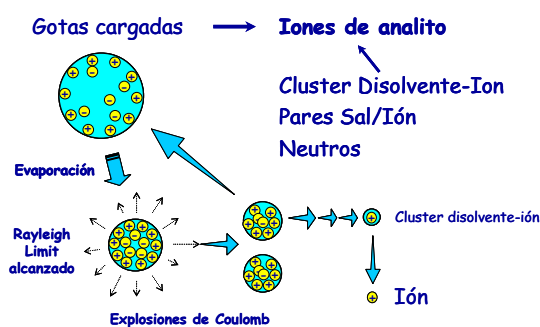 Gotas cargadas
Iones de analito
Cluster Disolvente-Ion
Pares Sal/Ión
Neutros
Evaporación
Rayleigh
Limit
alcanzado
Cluster disolvente-ión
Ión
Explosiones de Coulomb